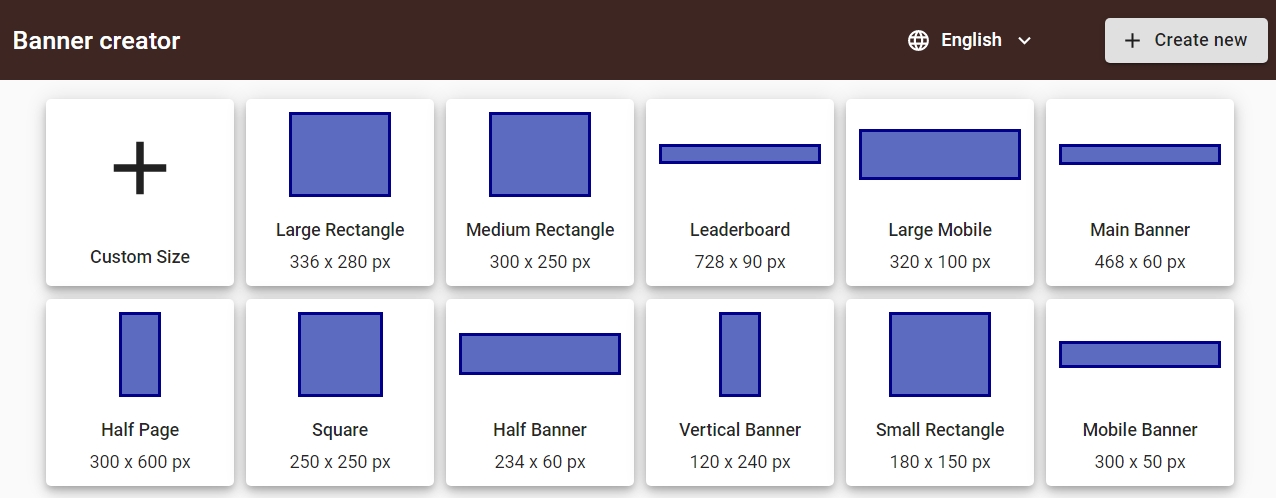 Banner creator
English
Create new
Custom Size
Large Rectangle
336 x 280 px
Medium Rectangle
300 x 250 px
Leaderboard
728 x 90 px
Large Mobile
320 x 100 px
Main Banner
468 x 60 px
Half Page
300 x 600 px
Square
250 x 250 px
Half Banner
234 x 60 px
Vertical Banner
120 x 240 px
Small Rectangle
180 x 150 px
Mobile Banner
300 x 50 px